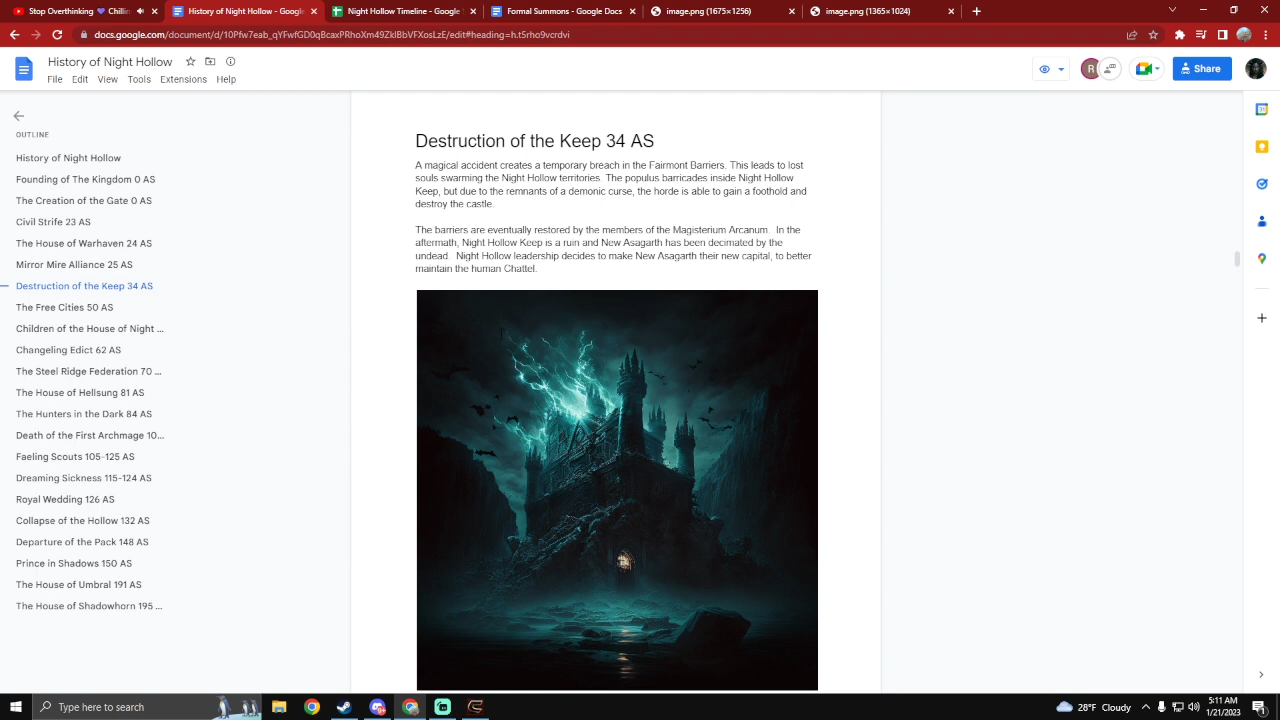 Stop Overthinking 💜 Chilin
History of Night Hollow - Google
Night Hollow Timeline - Google
Formal Summons - Google Docs
image.png (1675×1256)
image.png (1365×1024)
docs.google.com/document/d/10Pfw7eab_qYFwfGD0qBcaxPRhoXm49ZklBbVFXosLzE/edit#heading=h.t5rho9vcrdvi
History of Night Hollow
File Edit View Tools Extensions Help
R
Share
OUTLINE
History of Night Hollow
Founding of The Kingdom 0 AS
The Creation of the Gate 0 AS
Civil Strife 23 AS
The House of Warhaven 24 AS
Mirror Mire Alliance 25 AS
Destruction of the Keep 34 AS
The Free Cities 50 AS
Children of the House of Night ...
Changeling Edict 62 AS
The Steel Ridge Federation 70 ...
The House of Hellsung 81 AS
The Hunters in the Dark 84 AS
Death of the First Archmage 10...
Faeling Scouts 105-125 AS
Dreaming Sickness 115-124 AS
Royal Wedding 126 AS
Collapse of the Hollow 132 AS
Departure of the Pack 148 AS
Prince in Shadows 150 AS
The House of Umbral 191 AS
The House of Shadowhorn 195 ...
Destruction of the Keep 34 AS
A magical accident creates a temporary breach in the Fairmont Barriers. This leads to lost
souls swarming the Night Hollow territories. The populus barricades inside Night Hollow
Keep, but due to the remnants of a demonic curse, the horde is able to gain a foothold and
destroy the castle.
The barriers are eventually restored by the members of the Magisterium Arcanum. In the
aftermath, Night Hollow Keep is a ruin and New Asagarth has been decimated by the
undead. Night Hollow leadership decides to make New Asagarth their new capital, to better
maintain the human Chattel.
Type here to search
28°F Cloudy
5:11 AM
1/21/2023